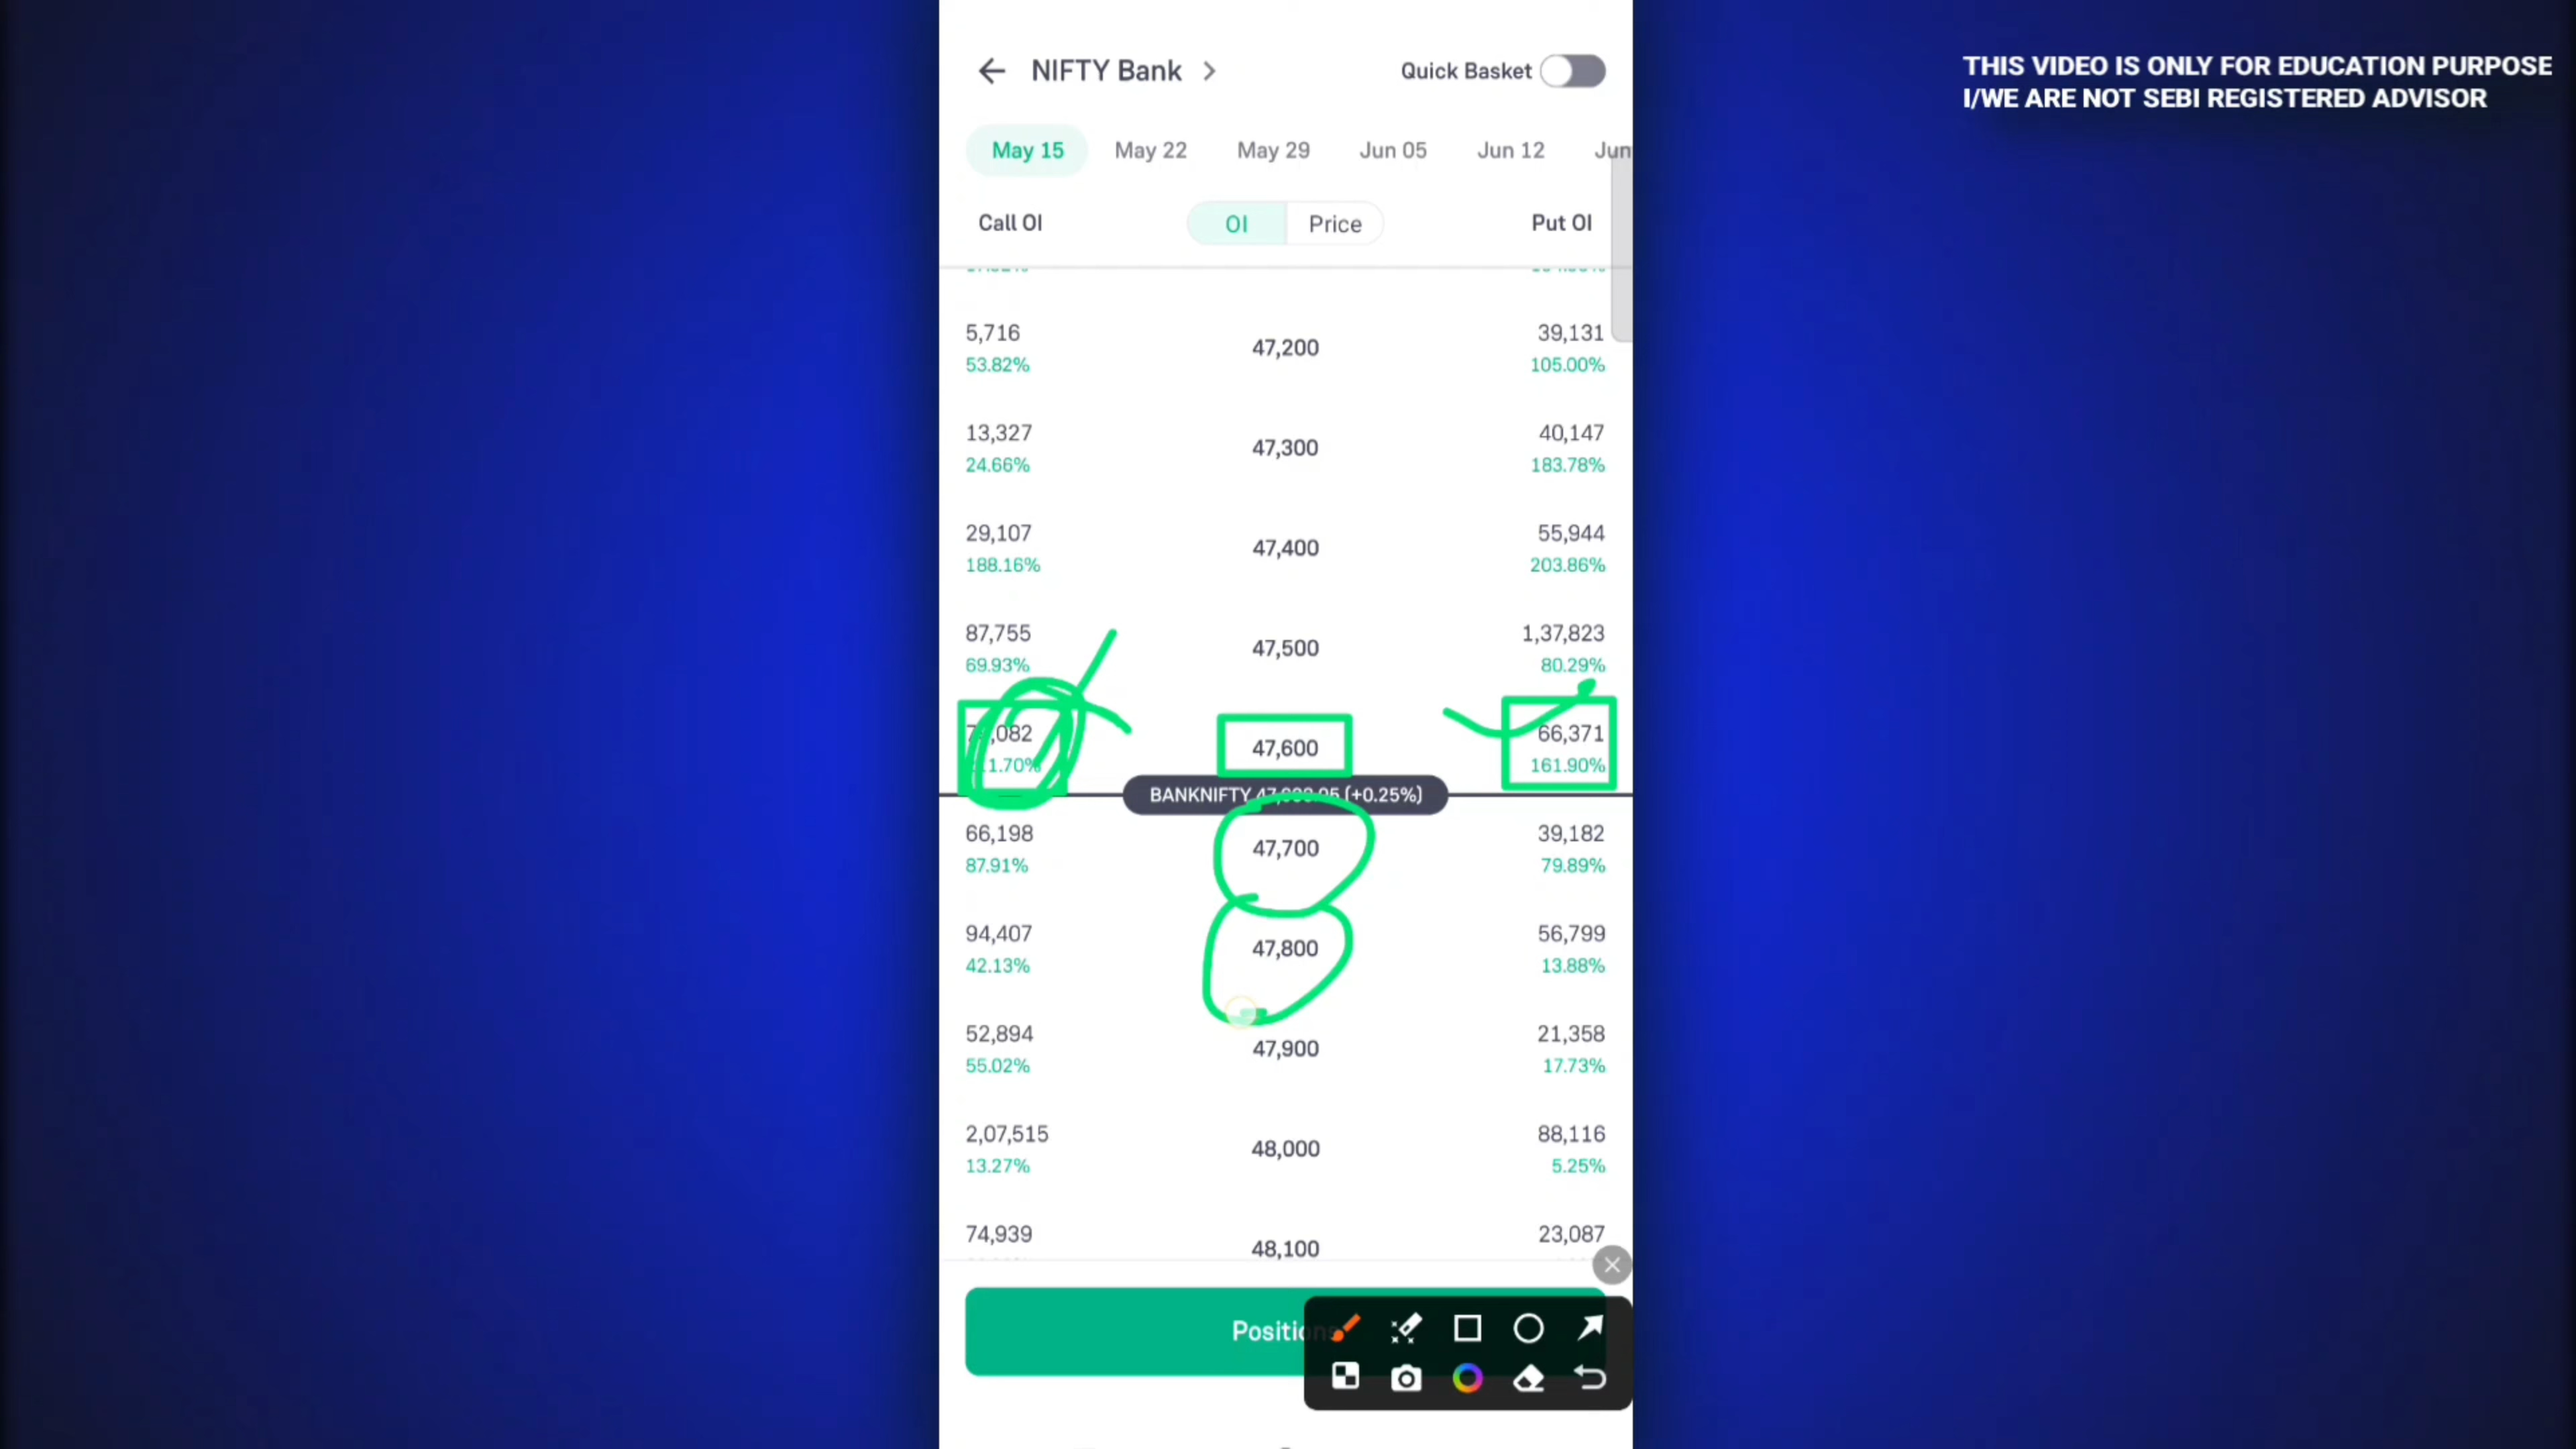 NIFTY Bank > Quick Basket
THIS VIDEO IS ONLY FOR EDUCATION PURPOSE
I/WE ARE NOT SEBI REGISTERED ADVISOR
May 15 May 22 May 29 Jun 05 Jun 12 Jun
Call OI OI Price Put OI
5,716 47,200 39,131
53.82% 105.00%
13,327 47,300 40,147
24.66% 183.78%
29,107 47,400 55,944
188.16% 203.86%
87,755 47,500 1,37,823
69.93% 80.29%
47,600 66,371
161.90%
BANKNIFTY (+0.25%)
66,198 47,700 39,182
87.91% 79.89%
94,407 47,800 56,799
42.13% 13.88%
52,894 47,900 21,358
55.02% 17.73%
2,07,515 48,000 88,116
13.27% 5.25%
74,939 48,100 23,087